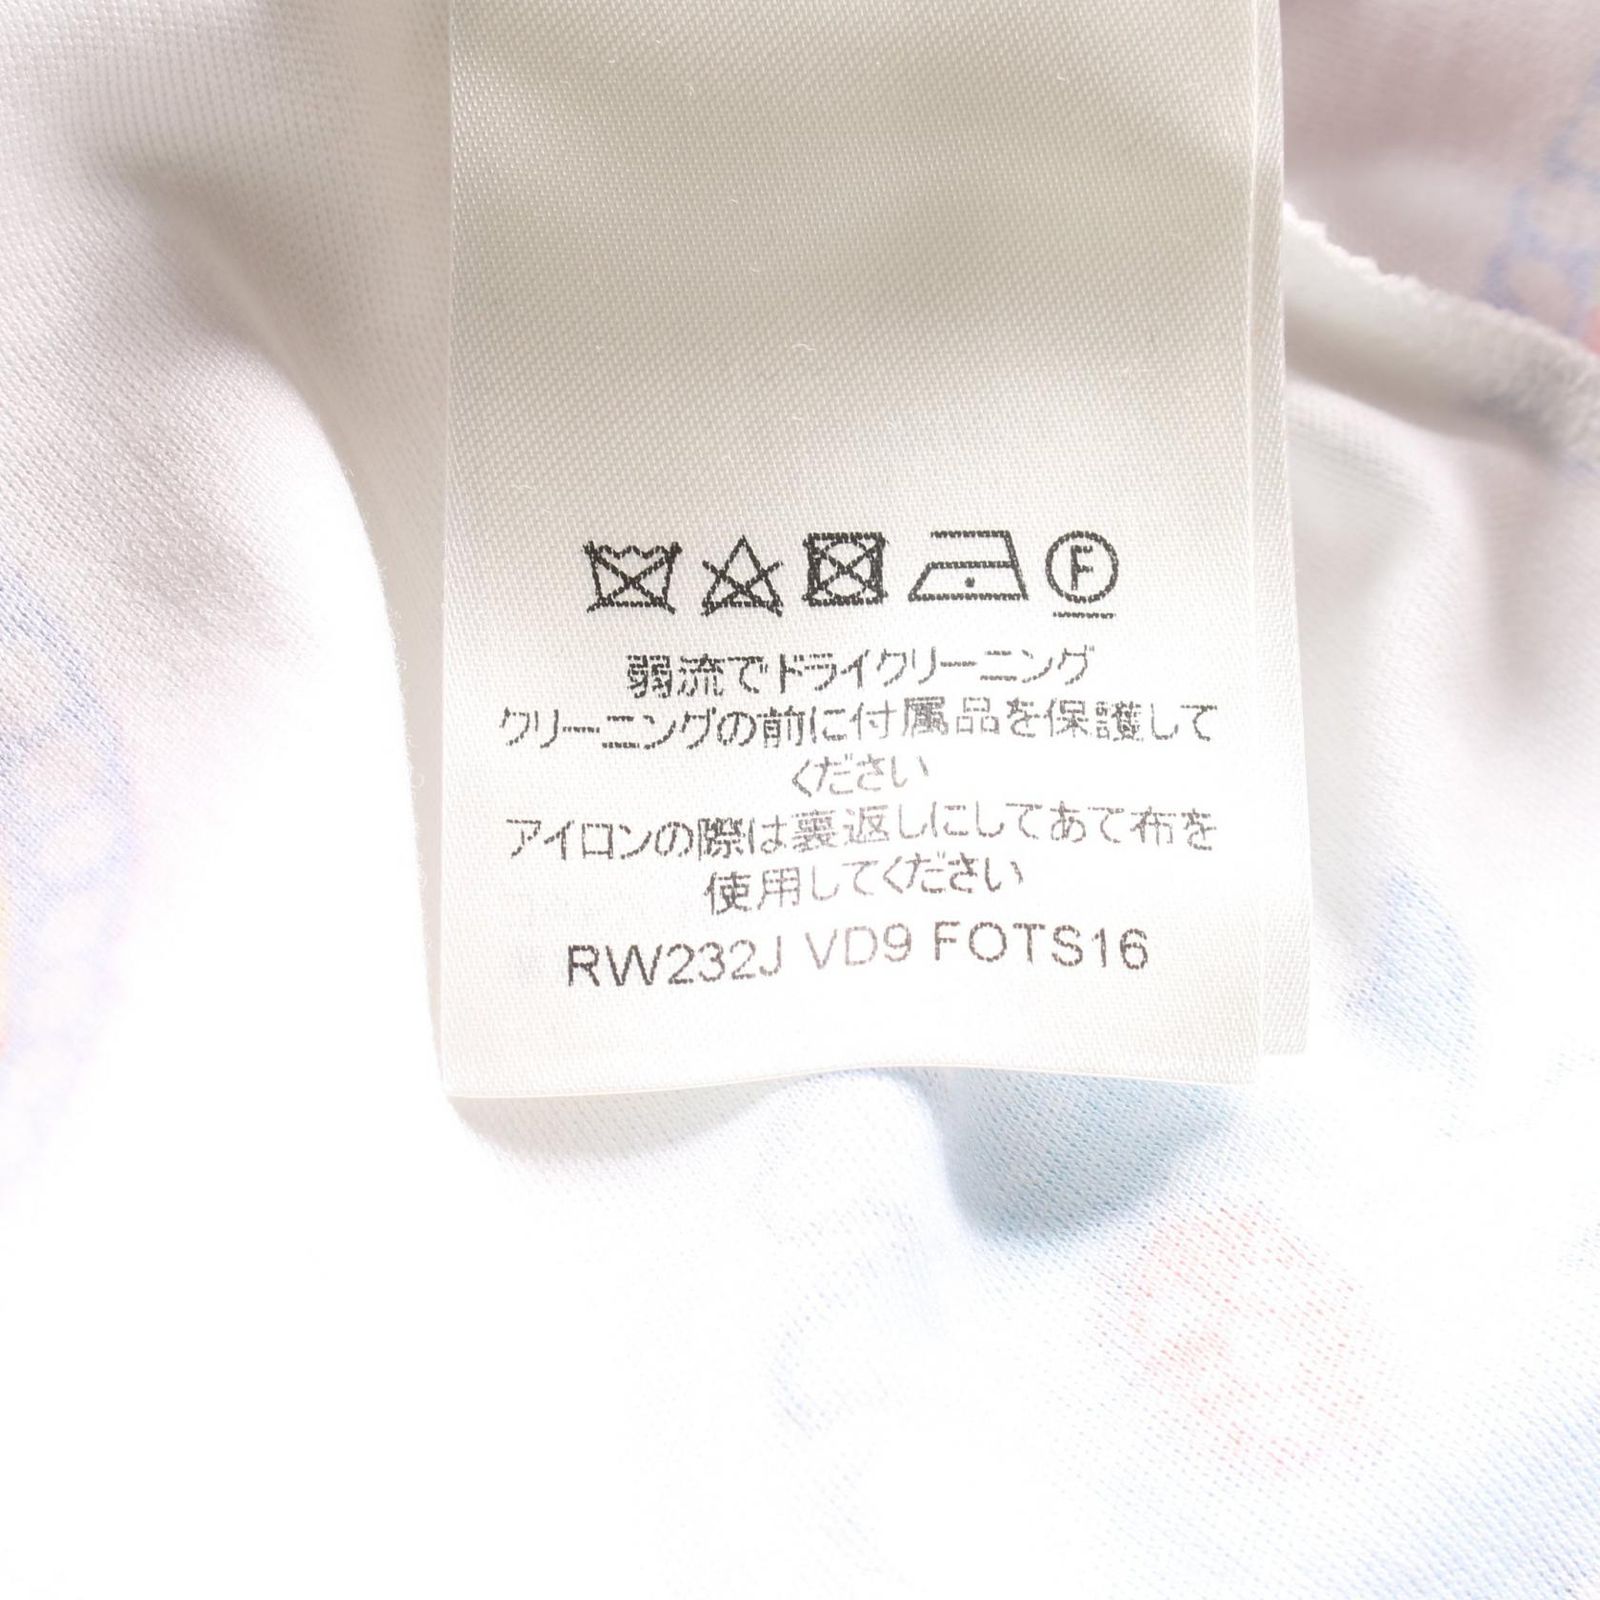 弱流でドライクリーニング
クリーニングの前に付属品を保護して
ください
アイロンの際は裏返しにしてあて布を
使用してください
RW232J VD9 FOTS16